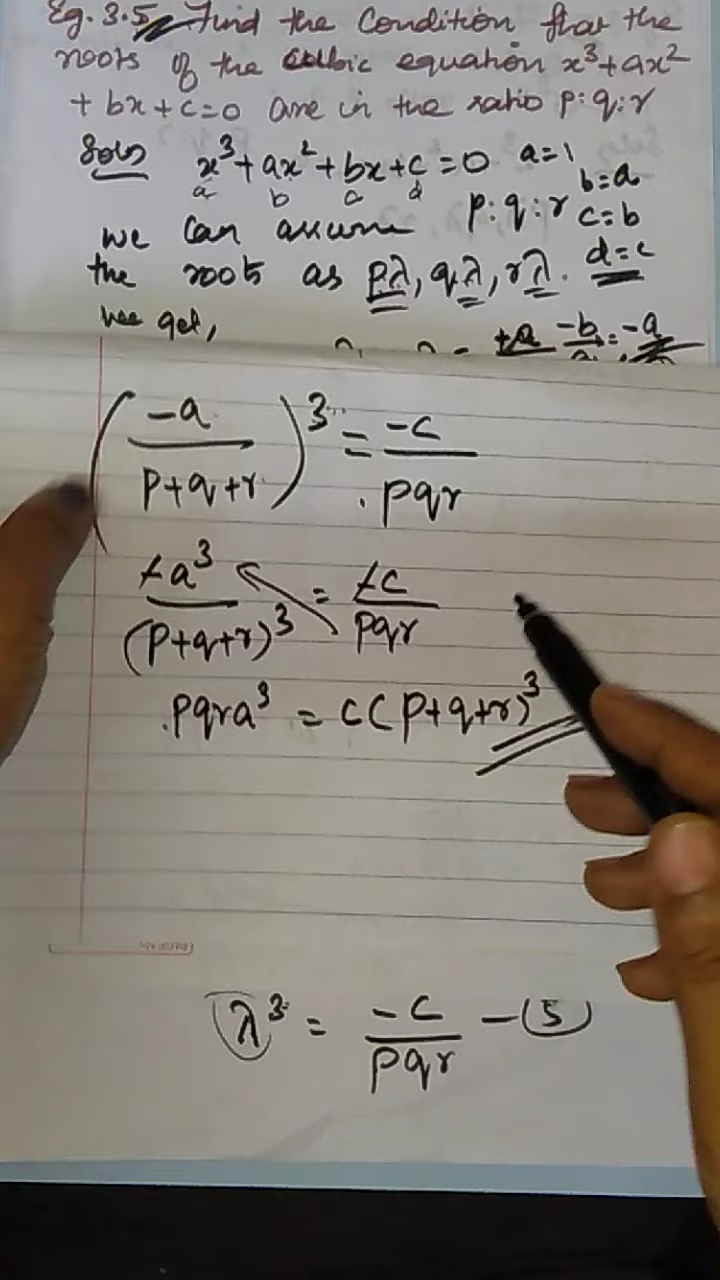 Eg. 3.5 Find the Condition that the
roots of the cubic equation x³+ax²
+ bx+c=0 are in the ratio p:q:r
Soln x³+ax²+bx+c=0 a=1
a b c d b=a
p:q:r c=b
we can assume d=c
the roots as pλ, qλ, rλ.
we get,
+a -b = -a
(-a / p+q+r)³ = -c / pqr
-a³ / (p+q+r)³ = -c / pqr
pqra³ = c(p+q+r)³
λ³ = -c / pqr - (5)